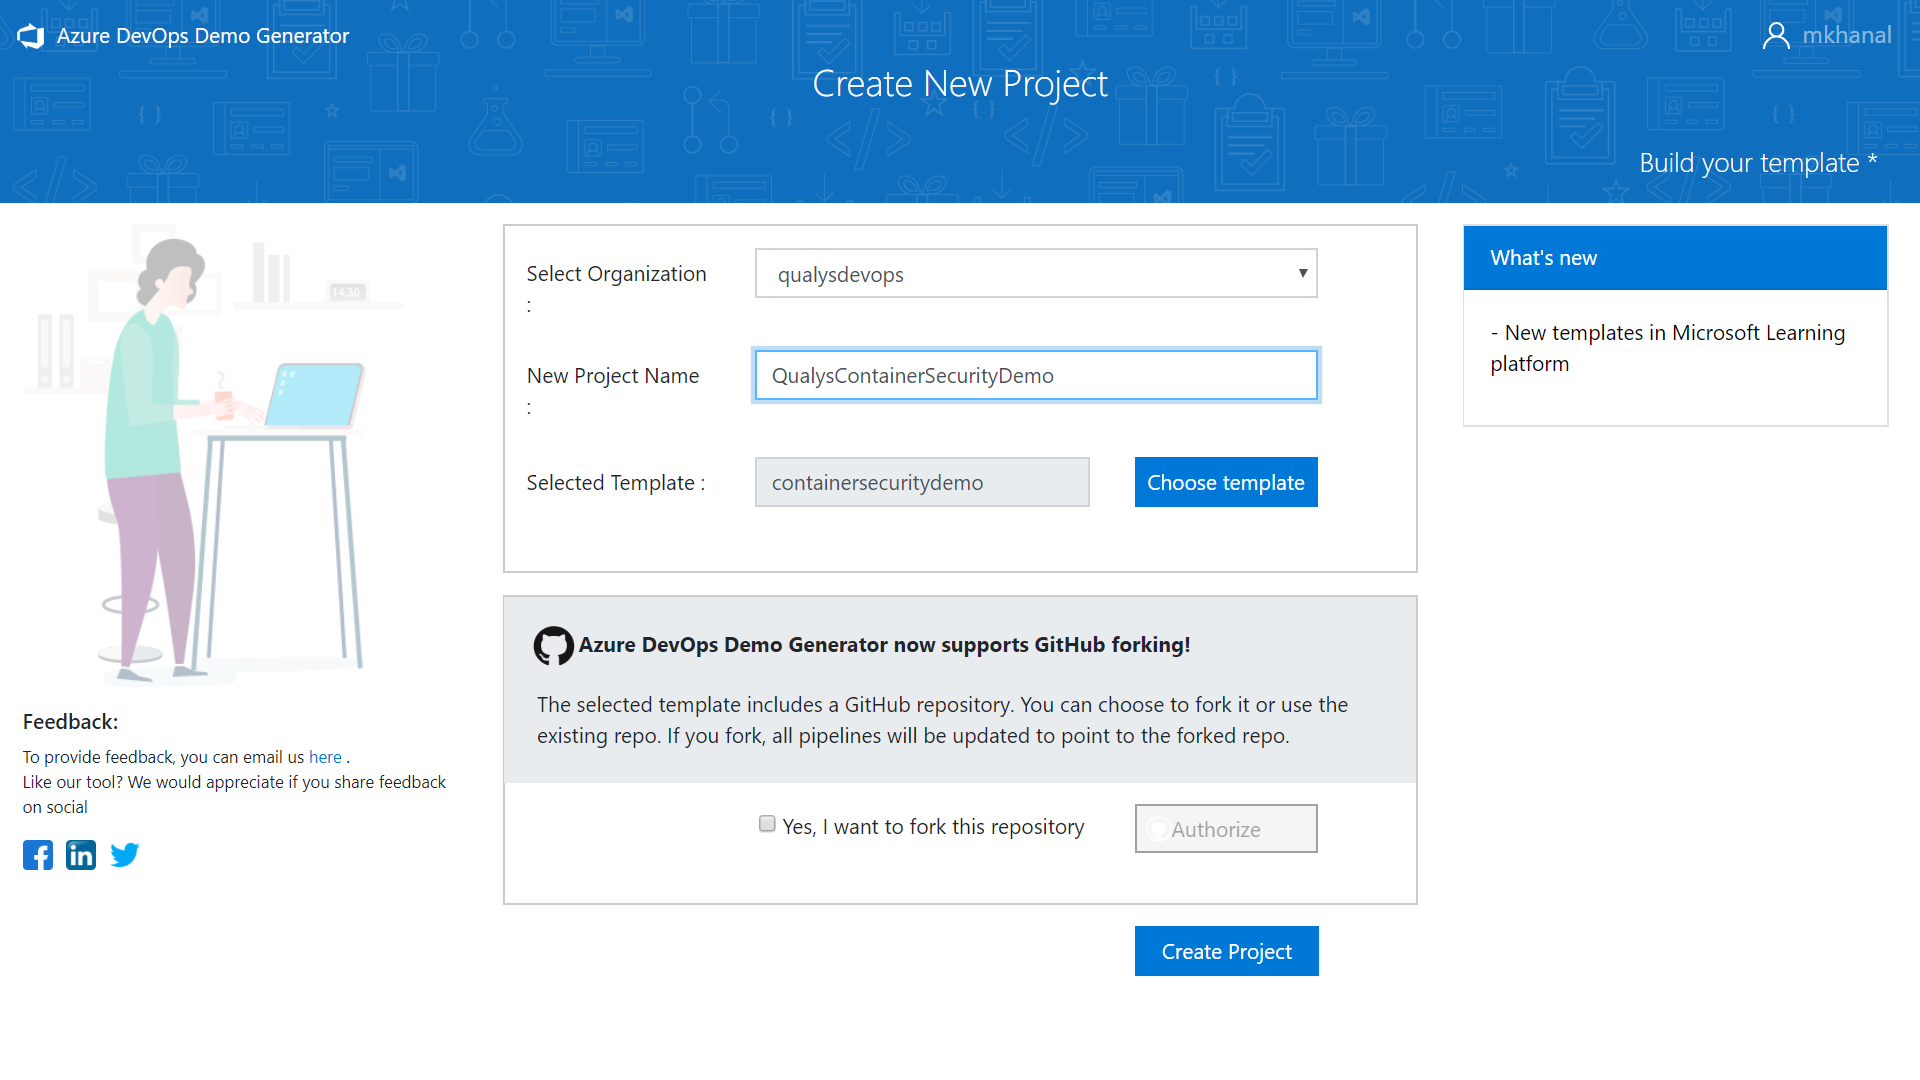 Azure DevOps Demo Generator
mkhanal
Create New Project
Build your template *
14.30
Select Organization
:
qualysdevops
New Project Name
:
QualysContainerSecurityDemo
Selected Template :
containersecuritydemo
Choose template
Azure DevOps Demo Generator now supports GitHub forking!
The selected template includes a GitHub repository. You can choose to fork it or use the
existing repo. If you fork, all pipelines will be updated to point to the forked repo.
Yes, I want to fork this repository
Authorize
Create Project
What's new
- New templates in Microsoft Learning
platform
Feedback:
To provide feedback, you can email us here .
Like our tool? We would appreciate if you share feedback
on social